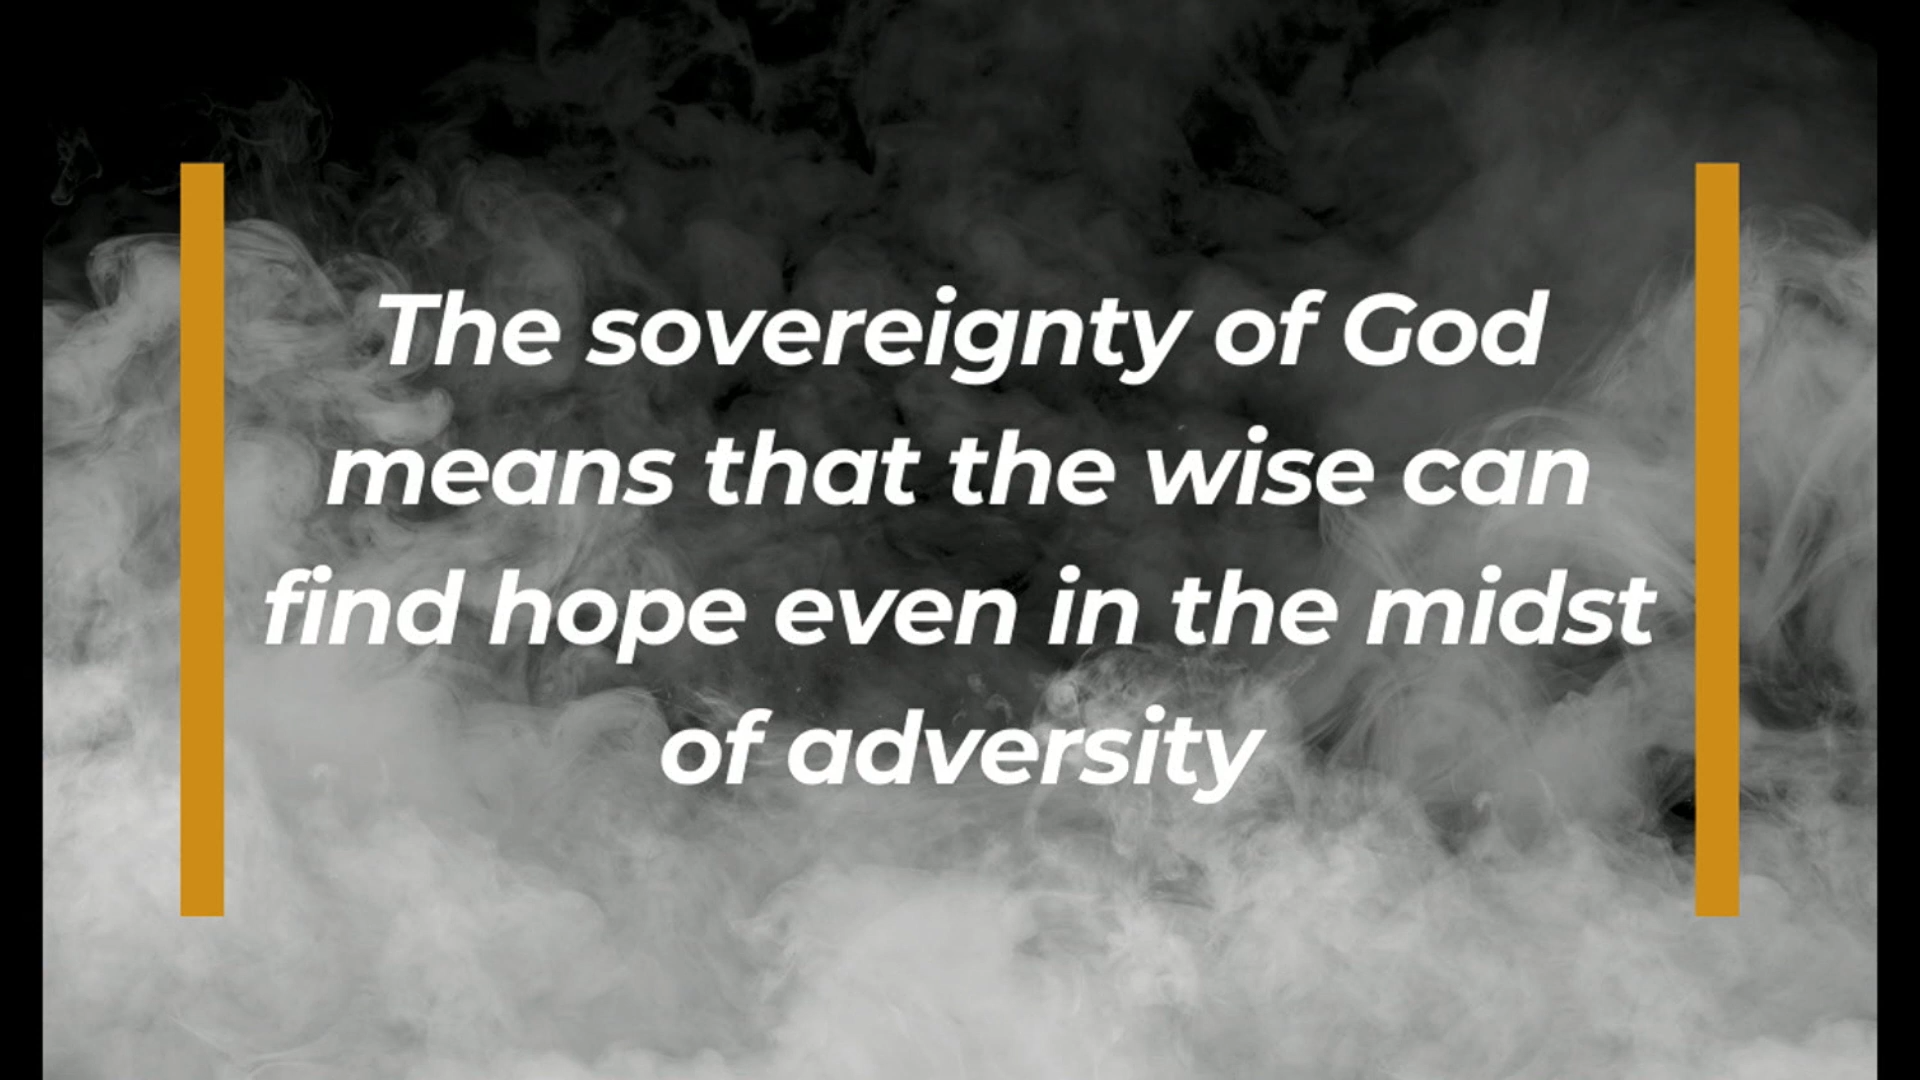 The sovereignty of God
means that the wise can
find hope even in the midst
of adversity